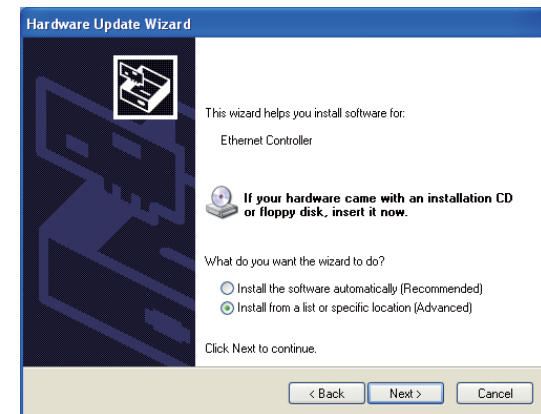 Hardware Update Wizard
This wizard helps you install software for:
Ethernet Controller
If your hardware came with an installation CD
or floppy disk, insert it now.
What do you want the wizard to do?
Install the software automatically (Recommended)
Install from a list or specific location (Advanced)
Click Next to continue.
< Back Next > Cancel